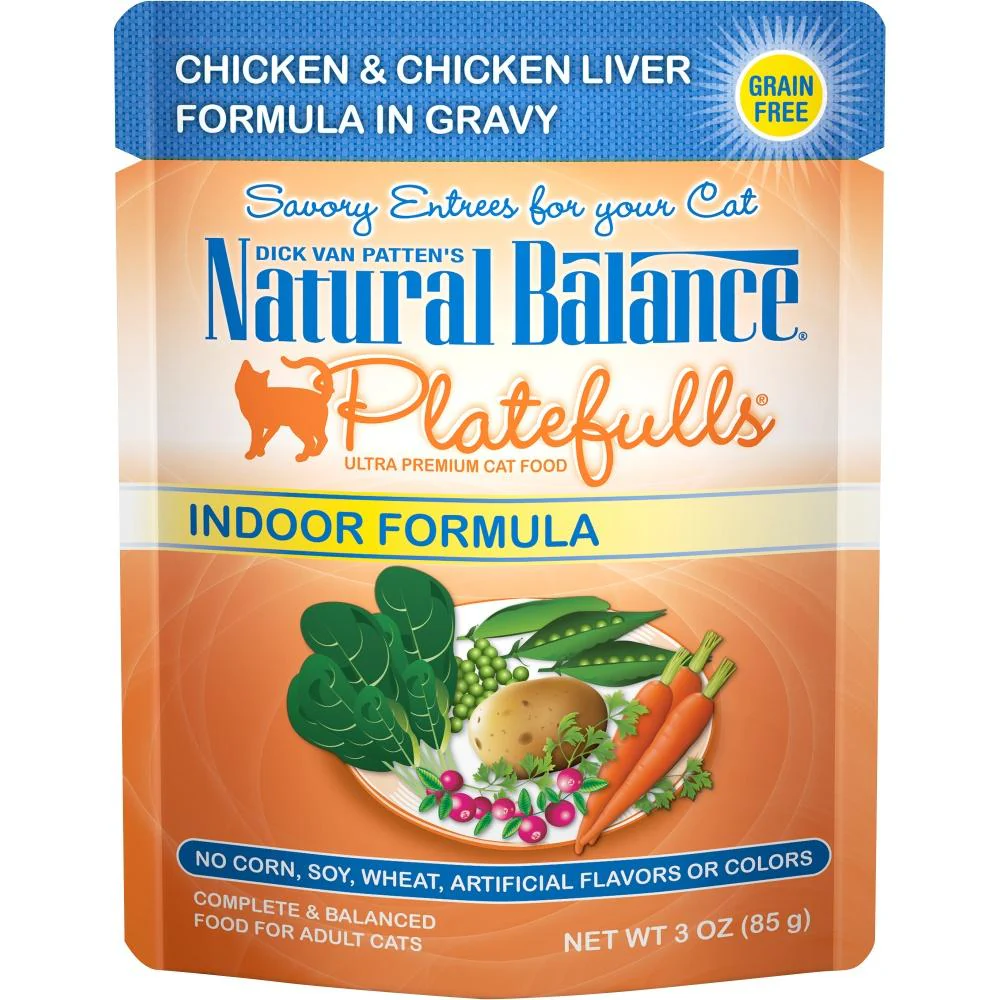 CHICKEN & CHICKEN LIVER
FORMULA IN GRAVY
GRAIN
FREE
Savory Entrees for your Cat
DICK VAN PATTEN'S
Natural Balance®
Platefulls®
ULTRA PREMIUM CAT FOOD
INDOOR FORMULA
NO CORN, SOY, WHEAT, ARTIFICIAL FLAVORS OR COLORS
COMPLETE & BALANCED
FOOD FOR ADULT CATS
NET WT 3 OZ (85 g)